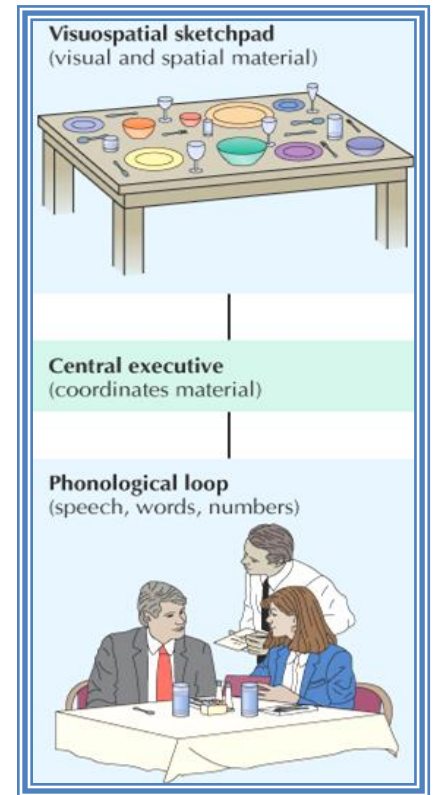 Visuospatial sketchpad
(visual and spatial material)
Central executive
(coordinates material)
Phonological loop
(speech, words, numbers)